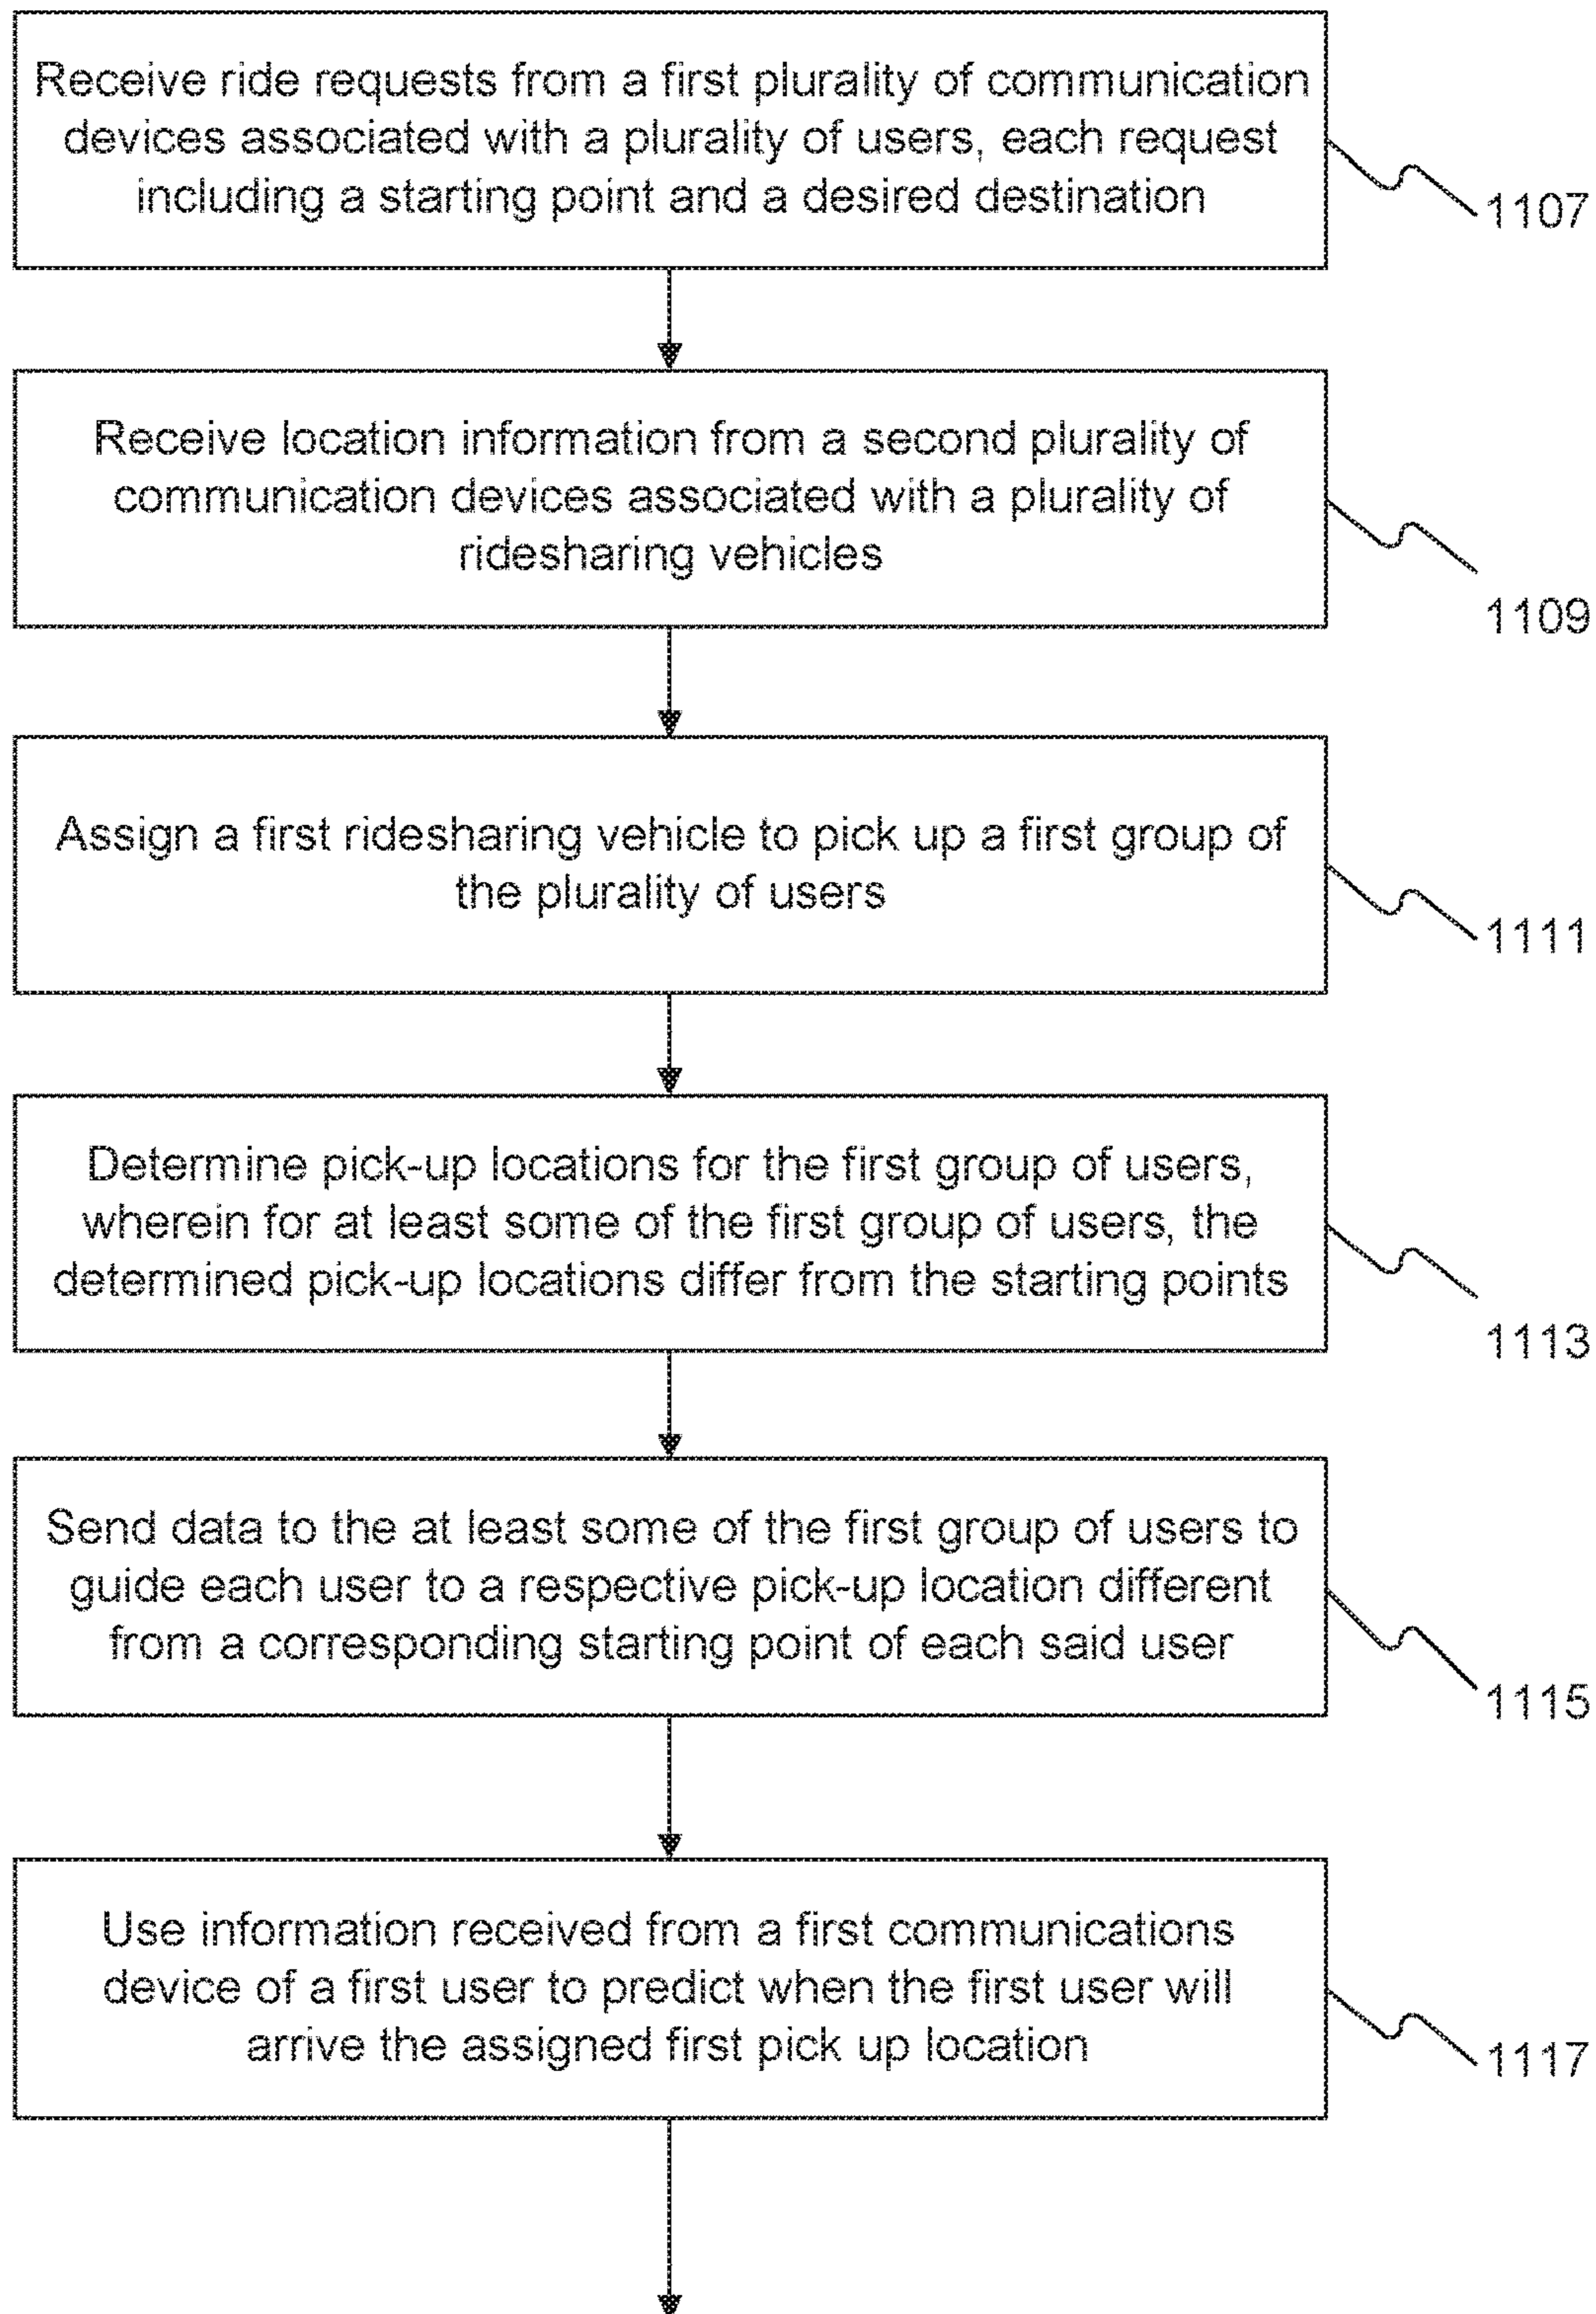 Receive ride requests from a first plurality of communication
devices associated with a plurality of users, each request
including a starting point and a desired destination
1107
Receive location information from a second plurality of
communication devices associated with a plurality of
ridesharing vehicles
1109
Assign a first ridesharing vehicle to pick up a first group of
the plurality of users
1111
Determine pick-up locations for the first group of users,
wherein for at least some of the first group of users, the
determined pick-up locations differ from the starting points
1113
Send data to the at least some of the first group of users to
guide each user to a respective pick-up location different
from a corresponding starting point of each said user
1115
Use information received from a first communications
device of a first user to predict when the first user will
arrive the assigned first pick up location
1117